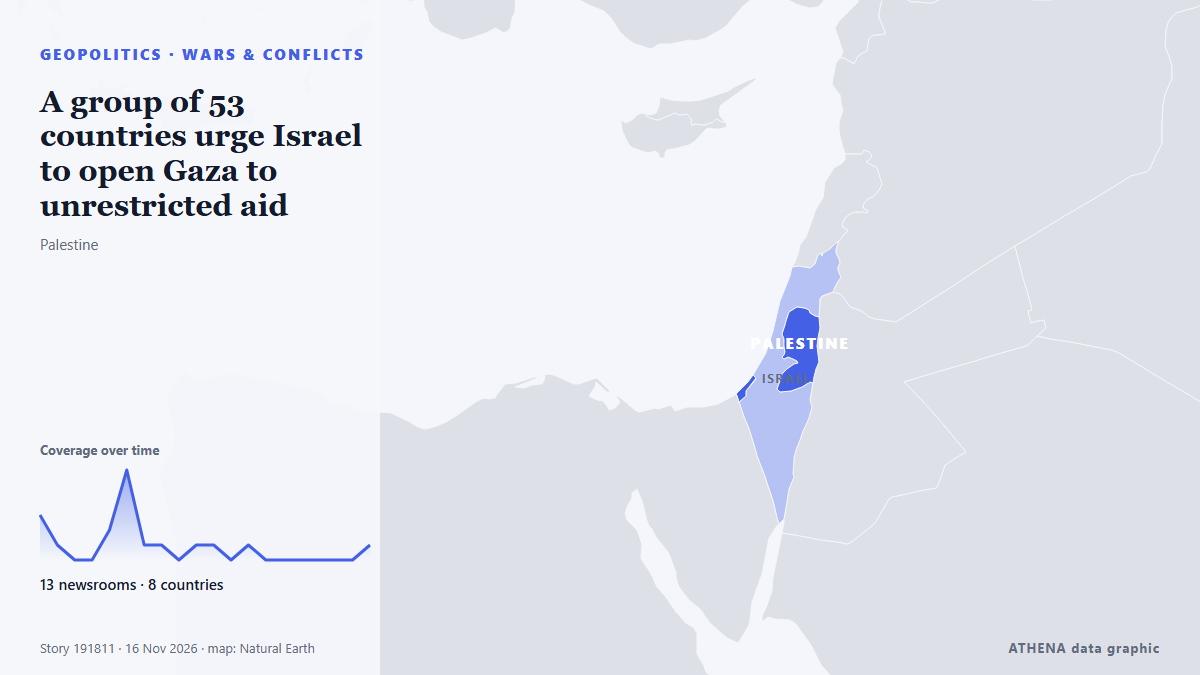 GEOPOLITICS · WARS & CONFLICTS
A group of 53
countries urge Israel
to open Gaza to
unrestricted aid
Palestine
PALESTINE
ISRAEL
Coverage over time
13 newsrooms · 8 countries
Story 191811 · 16 Nov 2026 · map: Natural Earth
ATHENA data graphic